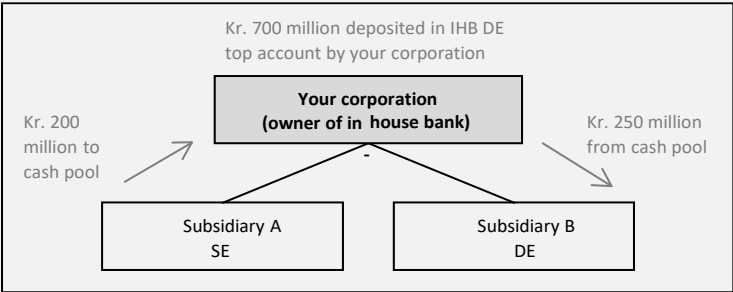 Kr. 700 million deposited in IHB DE
top account by your corporation
Your corporation
(owner of in house bank)
Kr. 200
million to
cash pool
Kr. 250 million
from cash pool
-
Subsidiary A
SE
Subsidiary B
DE